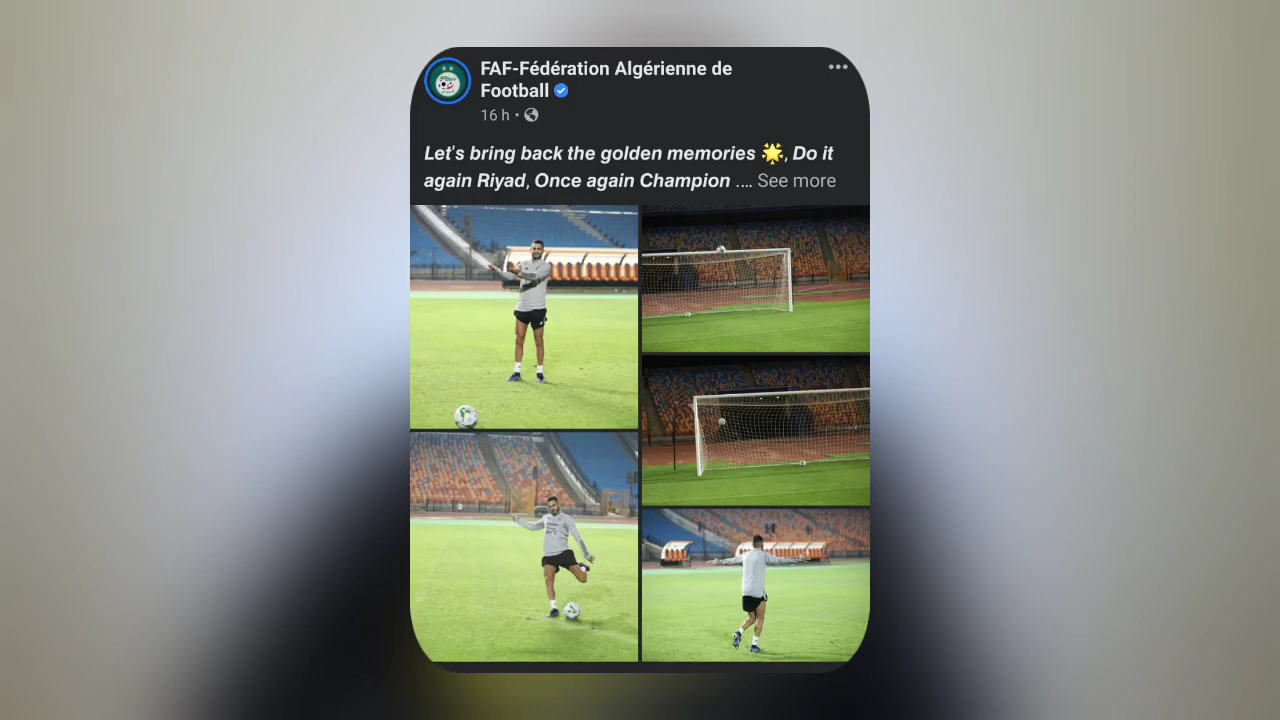 FAF-Fédération Algérienne de
Football
16 h •
Let's bring back the golden memories 🌟, Do it
again Riyad, Once again Champion .... See more